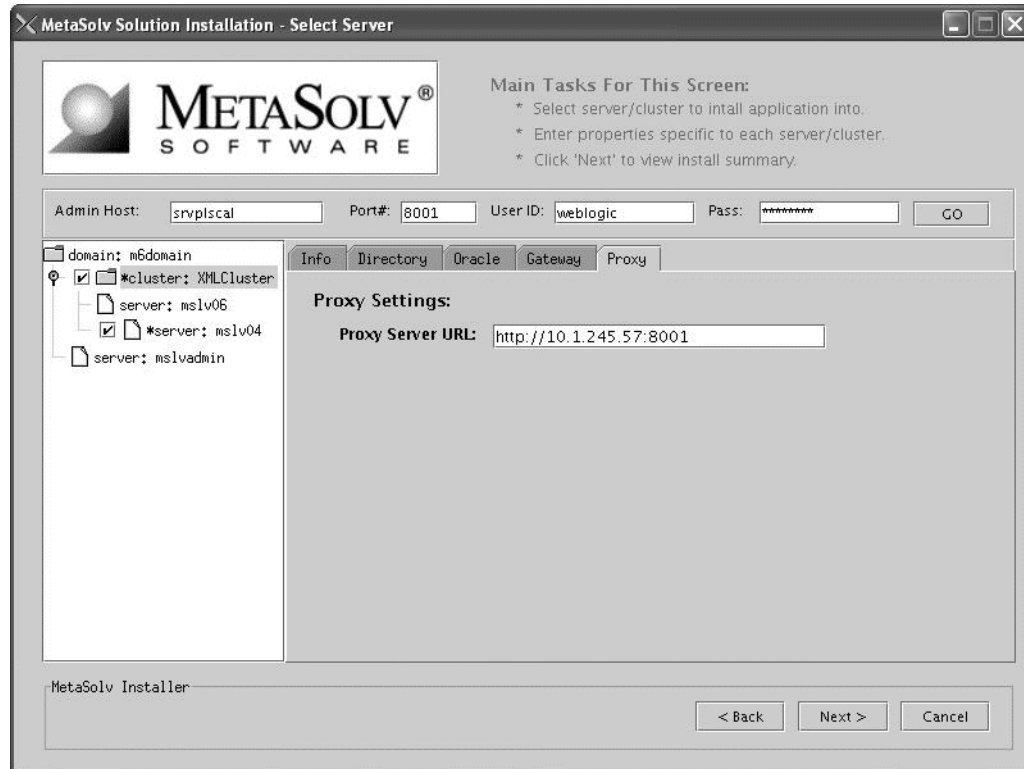 MetaSolv Solution Installation - Select Server
METASOLV®
SOFTWARE
Main Tasks For This Screen:
* Select server/cluster to intall application into.
* Enter properties specific to each server/cluster.
* Click 'Next' to view install summary.
Admin Host: srvplscal Port#: 8001 User ID: weblogic Pass: ******** GO
domain: m6domain
*cluster: XMLCluster
server: mslv06
*server: mslv04
server: mslvadmin
Info Directory Oracle Gateway Proxy
Proxy Settings:
Proxy Server URL: http://10.1.245.57:8001
MetaSolv Installer
< Back Next > Cancel